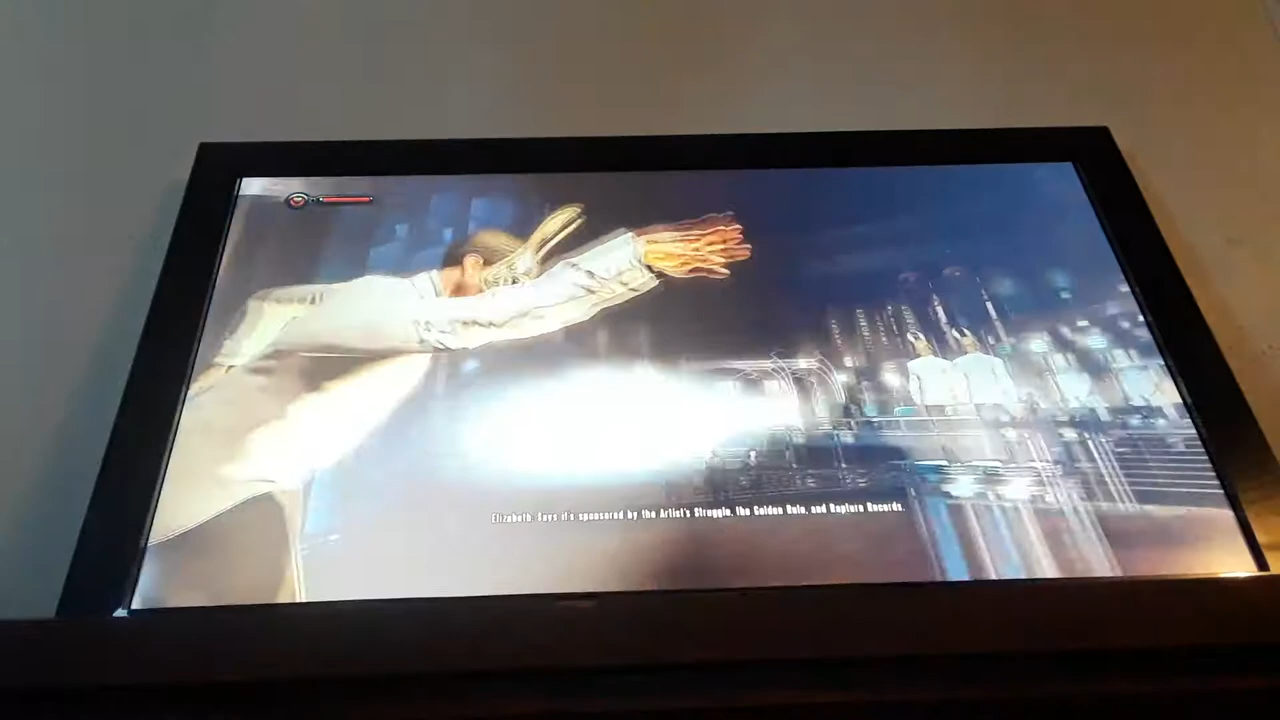 Elizabeth: Says it's sponsored by the Artist's Struggle, the Golden Rule, and Rapture Records.